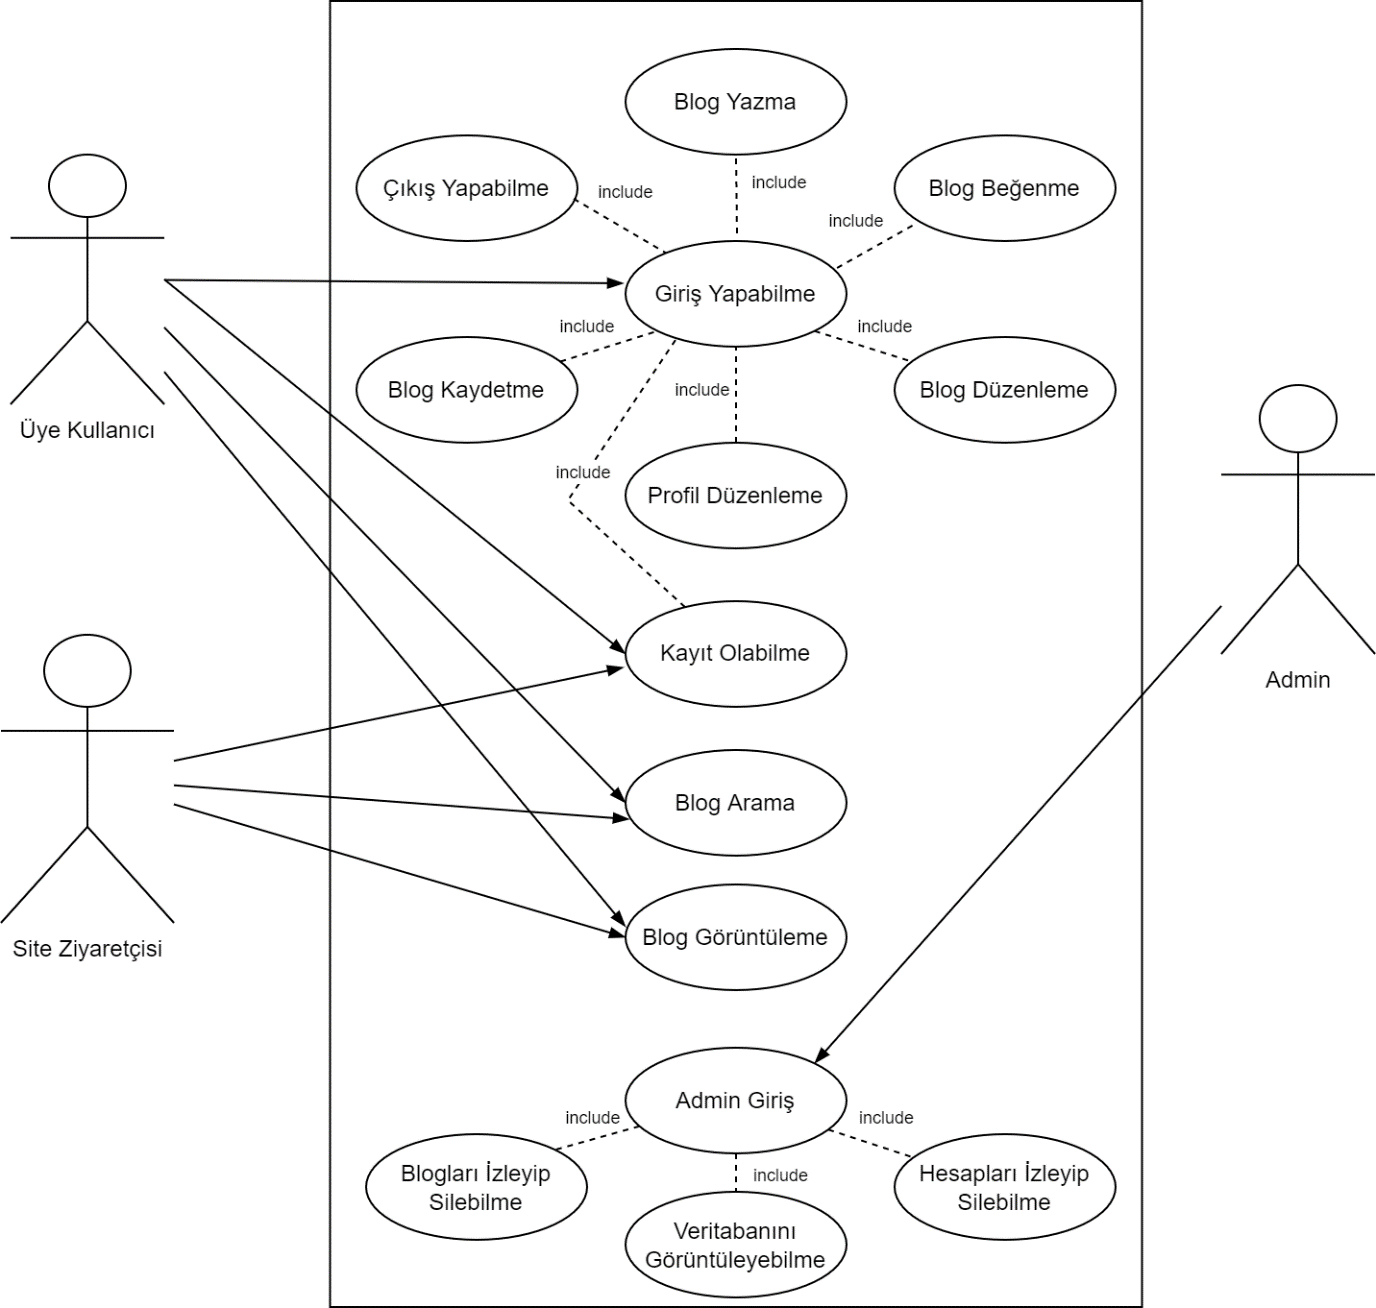 Blog Yazma
Çıkış Yapabilme
include
include
Blog Beğenme
include
Giriş Yapabilme
include
include
Blog Kaydetme
include
Blog Düzenleme
Üye Kullanıcı
include
Profil Düzenleme
Kayıt Olabilme
Admin
Blog Arama
Blog Görüntüleme
Site Ziyaretçisi
Admin Giriş
include
include
Blogları İzleyip
Silebilme
include
Hesapları İzleyip
Silebilme
Veritabanını
Görüntüleyebilme